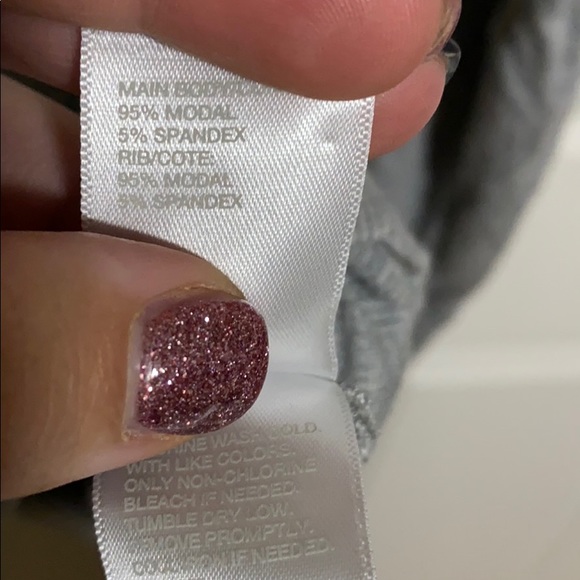 MAIN BODY
95% MODAL
5% SPANDEX
RIB/COTE:
95% MODAL
5% SPANDEX
WASH COLD.
WITH LIKE COLORS.
ONLY NON-CHLORINE
BLEACH IF NEEDED.
TUMBLE DRY LOW.
REMOVE PROMPTLY.
IF NEEDED.